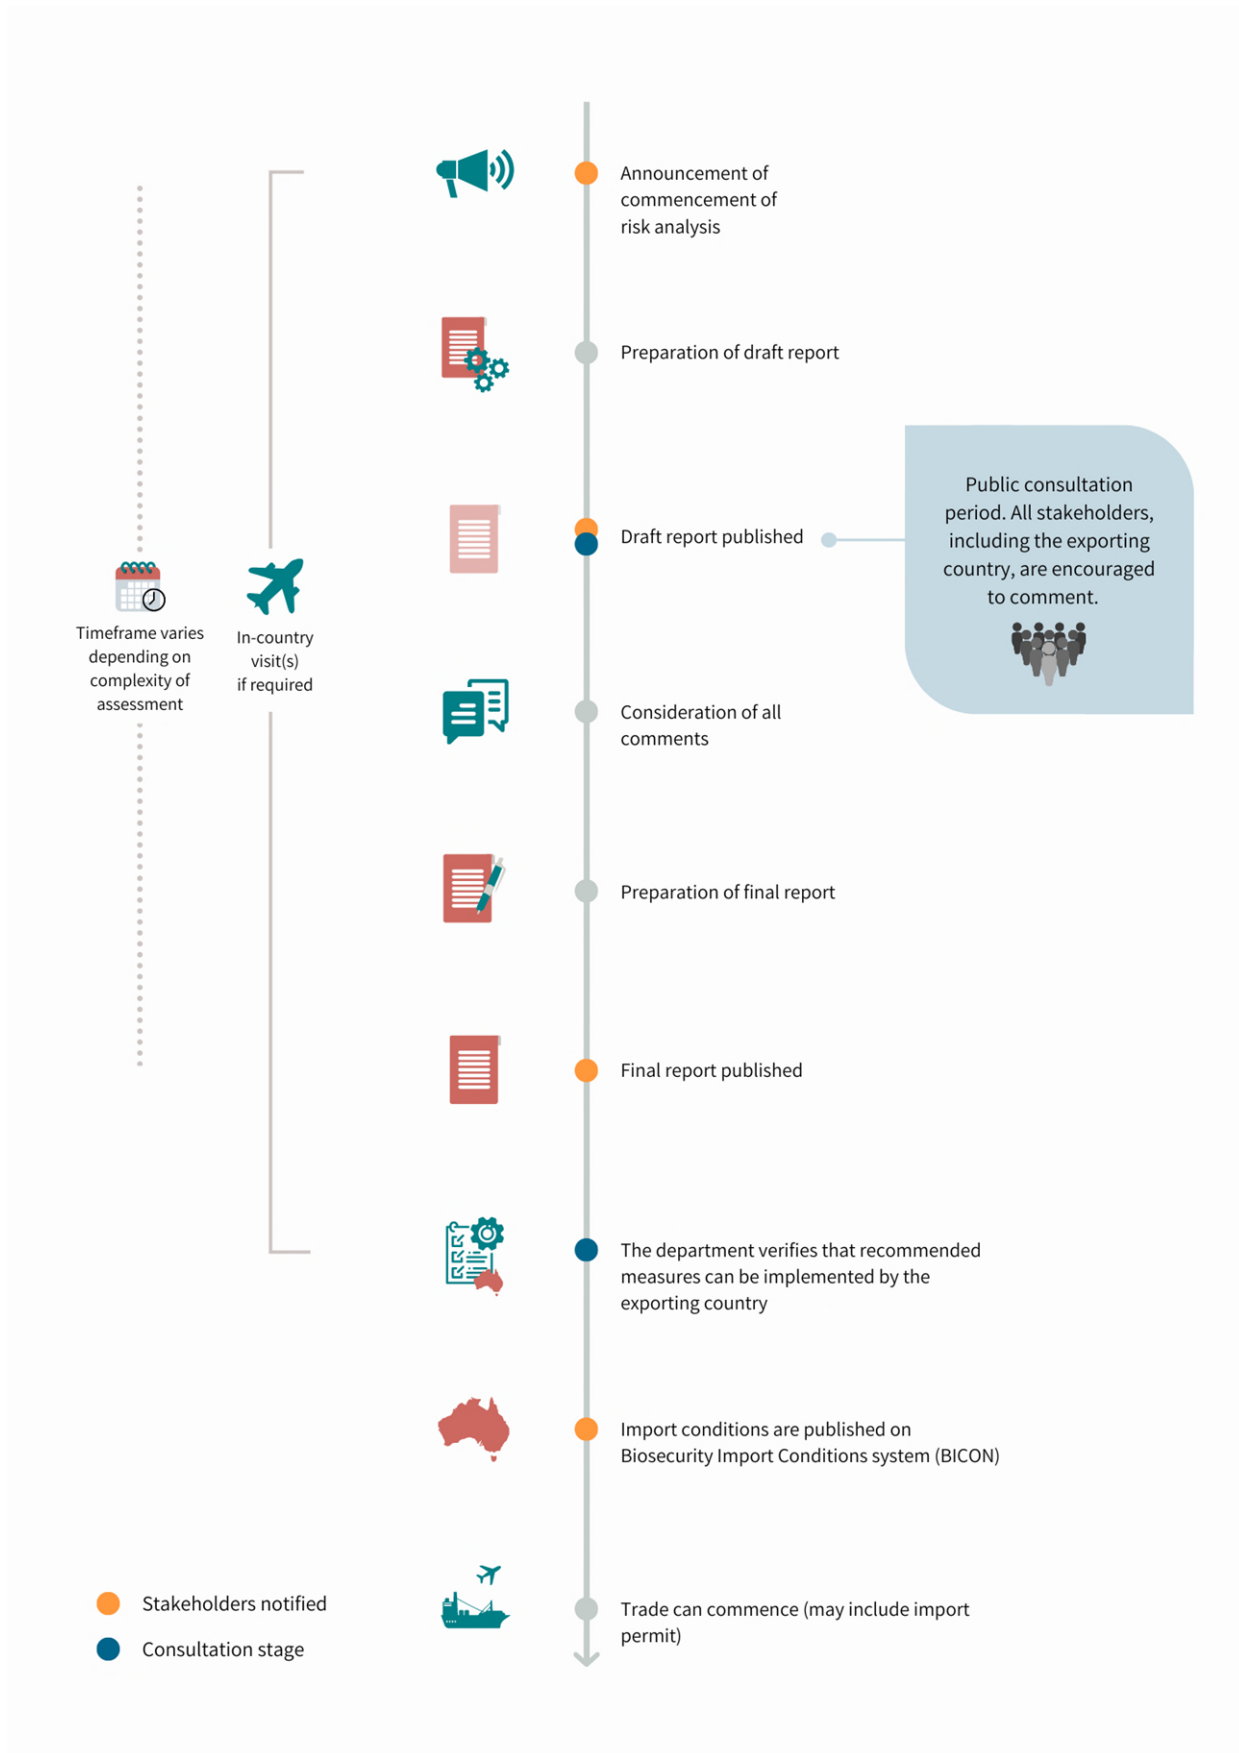 Announcement of
commencement of
risk analysis
Preparation of draft report
Draft report published
Public consultation
period. All stakeholders,
including the exporting
country, are encouraged
to comment.
Timeframe varies
depending on
complexity of
assessment
In-country
visit(s)
if required
Consideration of all
comments
Preparation of final report
Final report published
The department verifies that recommended
measures can be implemented by the
exporting country
Import conditions are published on
Biosecurity Import Conditions system (BICON)
Trade can commence (may include import
permit)
Stakeholders notified
Consultation stage